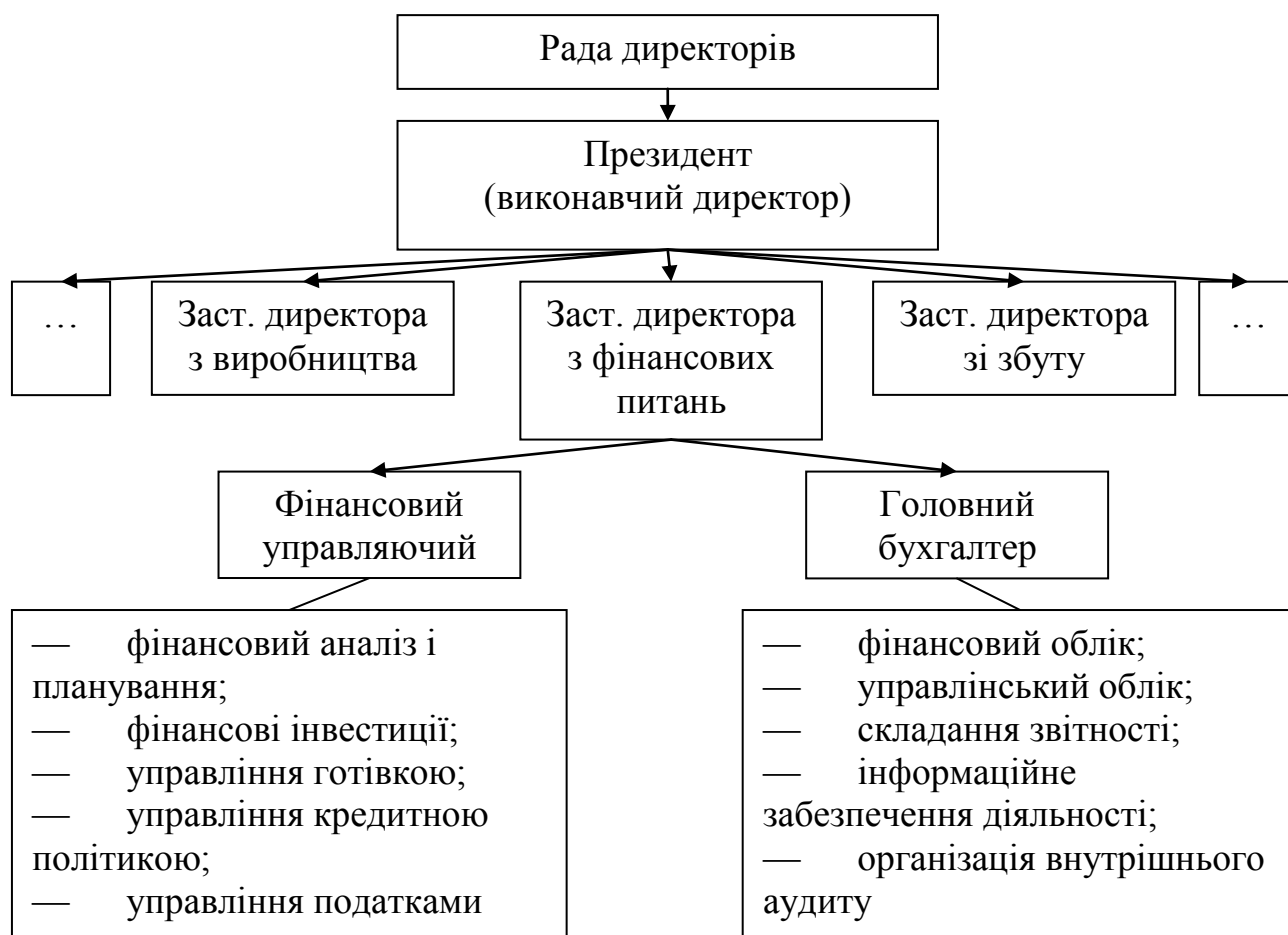 Рада директорів
Президент
(виконавчий директор)
…
Заст. директора
з виробництва
Заст. директора
з фінансових
питань
Заст. директора
зі збуту
…
Фінансовий
управляючий
Головний
бухгалтер
— фінансовий аналіз і
планування;
— фінансові інвестиції;
— управління готівкою;
— управління кредитною
політикою;
— управління податками
— фінансовий облік;
— управлінський облік;
— складання звітності;
— інформаційне
забезпечення діяльності;
— організація внутрішнього
аудиту